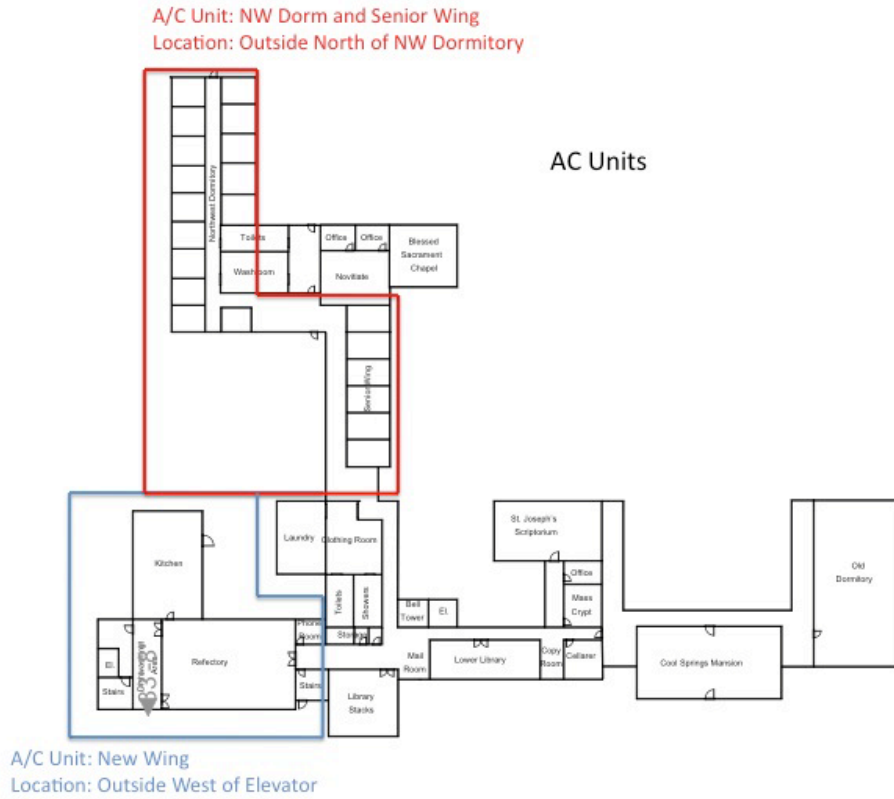 A/C Unit: NW Dorm and Senior Wing
Location: Outside North of NW Dormitory
AC Units
Northwest Dormitory
Toilets
Office
Office
Blessed
Sacrament
Chapel
Washroom
Novitiate
Senior Wing
Laundry
Clothing Room
St. Joseph's
Scriptorium
Kitchen
Office
Old
Dormitory
Toilets
Showers
Mass
Crypt
Bell
Tower
El.
Phone
Room
Storage
El.
Refectory
Mail
Room
Lower Library
Copy
Room
Cellarer
Cool Springs Mansion
Stairs
Stairs
Library
Stacks
Area
A/C Unit: New Wing
Location: Outside West of Elevator